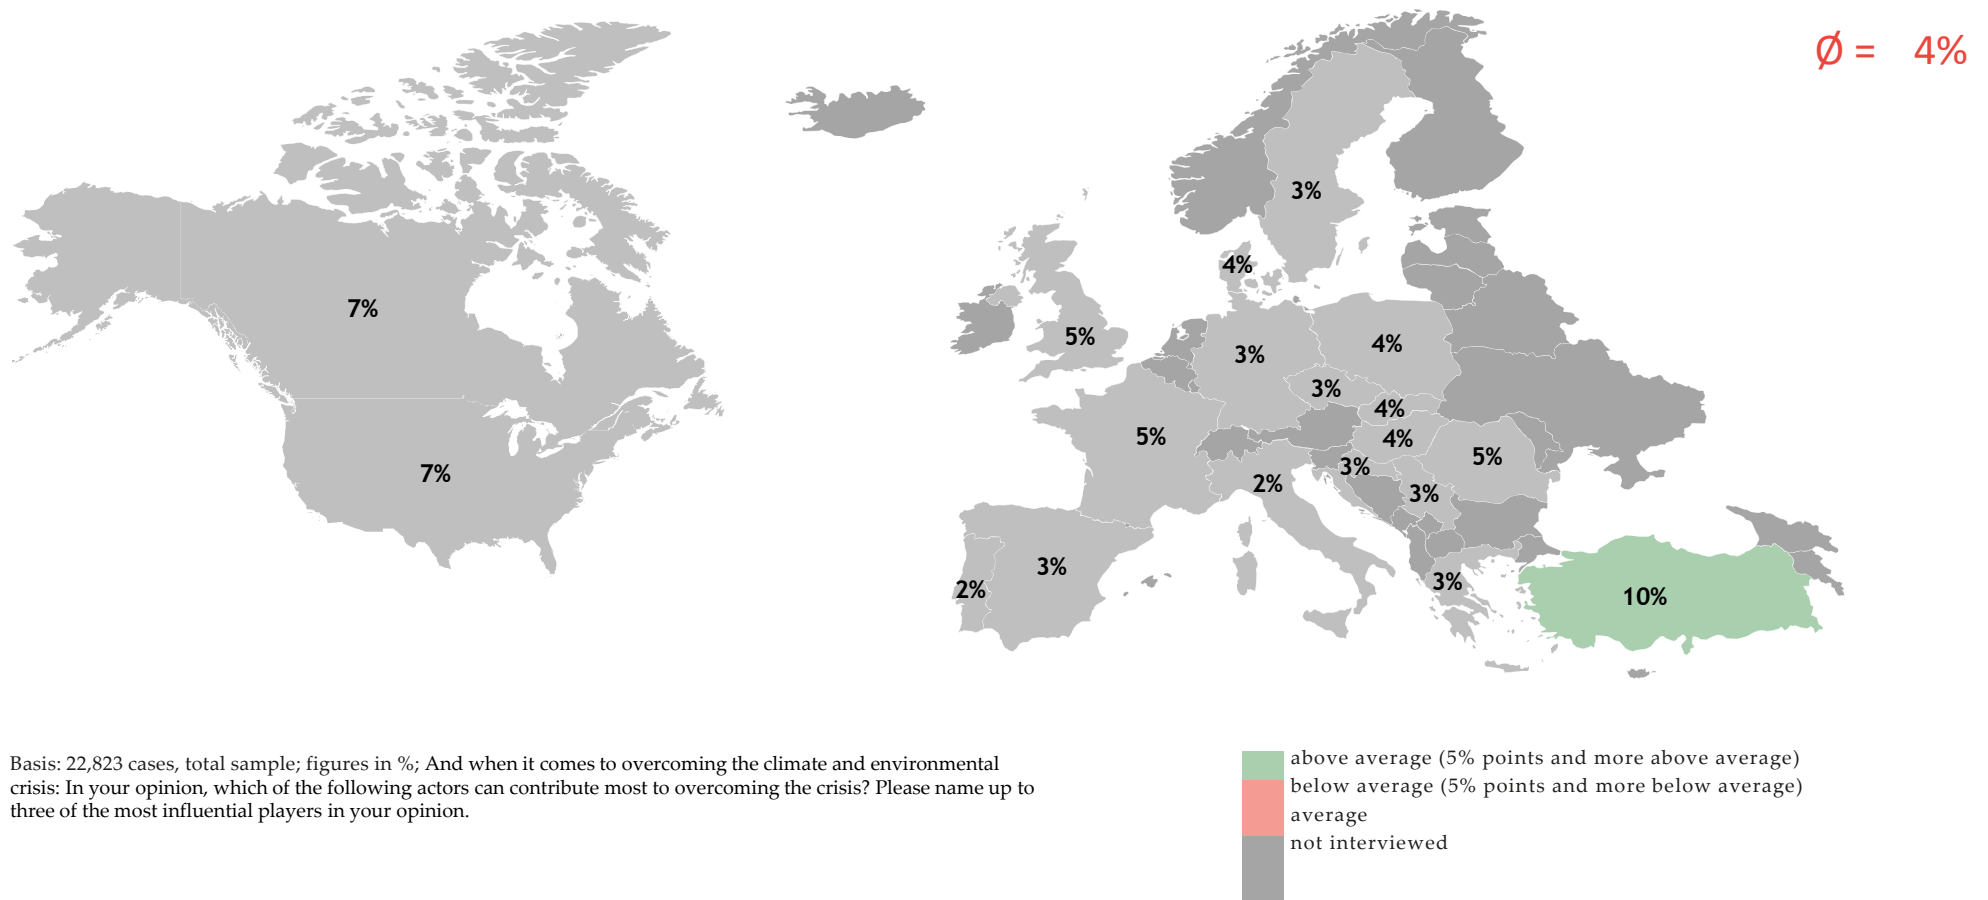 Ø = 4%
3%
4%
7%
5%
4%
3%
3%
4%
5%
4%
5%
3%
7%
2%
3%
3%
2%
3%
10%
Basis: 22,823 cases, total sample; figures in %; And when it comes to overcoming the climate and environmental
crisis: In your opinion, which of the following actors can contribute most to overcoming the crisis? Please name up to
three of the most influential players in your opinion.
above average (5% points and more above average)
below average (5% points and more below average)
average
not interviewed